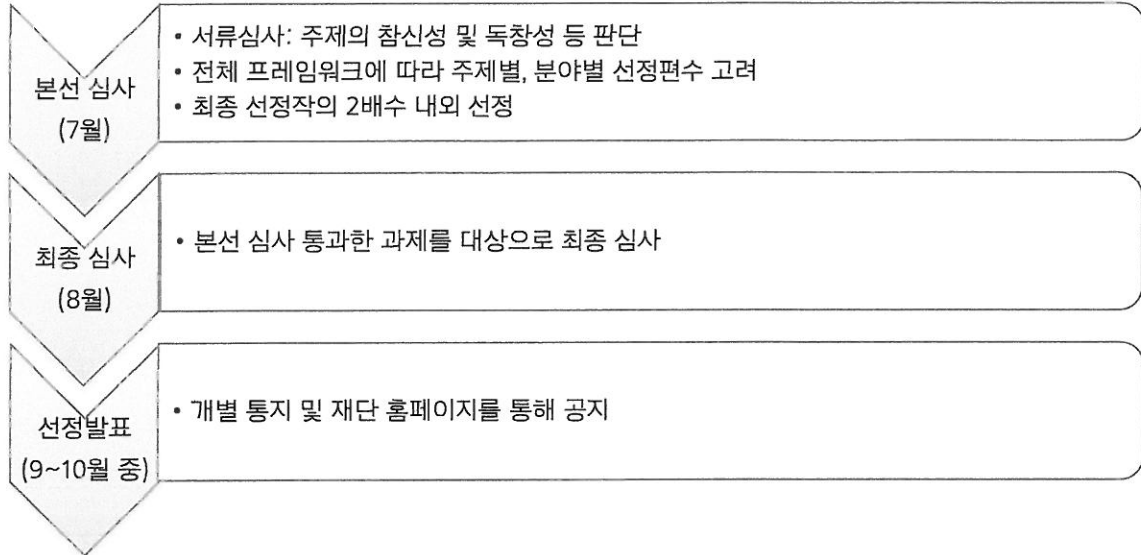 본선 심사
(7월)
• 서류심사: 주제의 참신성 및 독창성 등 판단
• 전체 프레임워크에 따라 주제별, 분야별 선정편수 고려
• 최종 선정작의 2배수 내외 선정
최종 심사
(8월)
• 본선 심사 통과한 과제를 대상으로 최종 심사
선정발표
(9~10월 중)
• 개별 통지 및 재단 홈페이지를 통해 공지